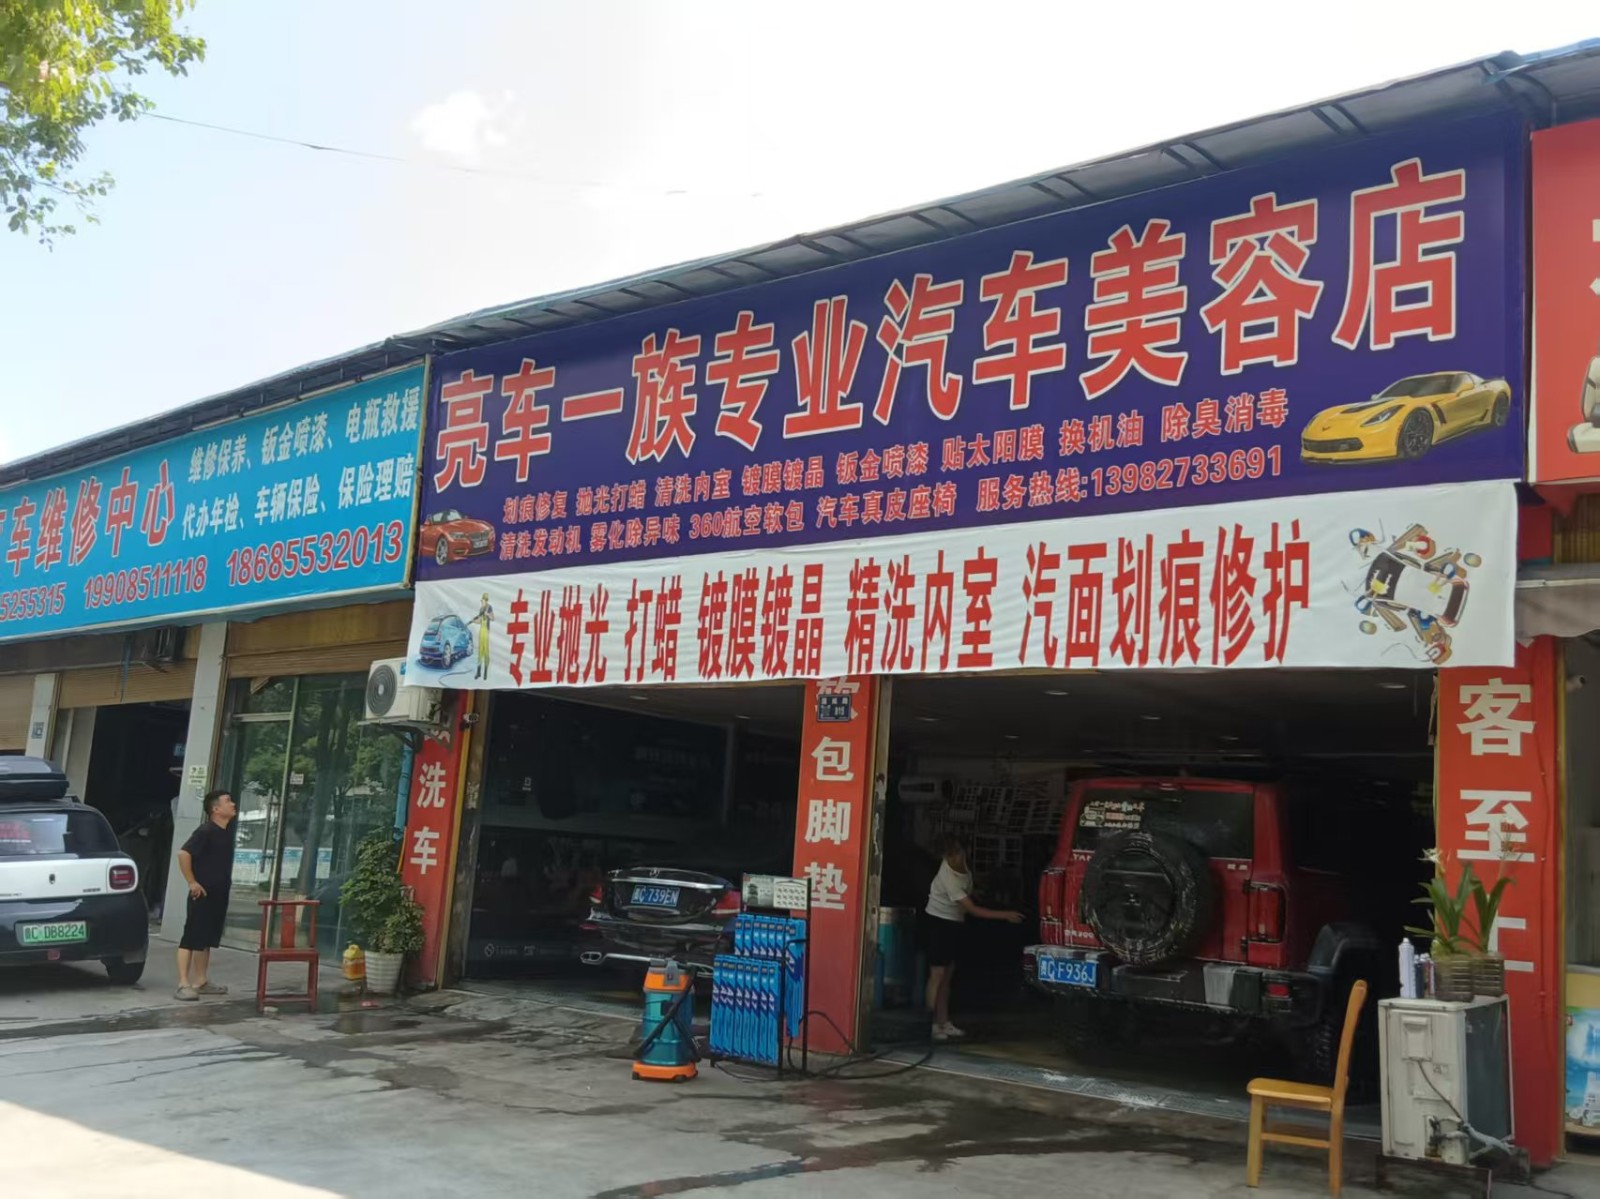 车维修中心
维修保养、钣金喷漆、电瓶救援
代办年检、车辆保险、保险理赔
5255315 19908511118 18685532013
亮车一族专业汽车美容店
划痕修复 抛光打蜡 清洗内室 镀膜镀晶 钣金喷漆 贴太阳膜 换机油 除臭消毒
清洗发动机 雾化除异味 360航空软包 汽车真皮座椅 服务热线:13982733691
专业抛光 打蜡 镀膜镀晶 精洗内室 汽面划痕修护
洗车
包脚垫
客至
815
贵C DB8224
贵C 739EN
贵C F936J